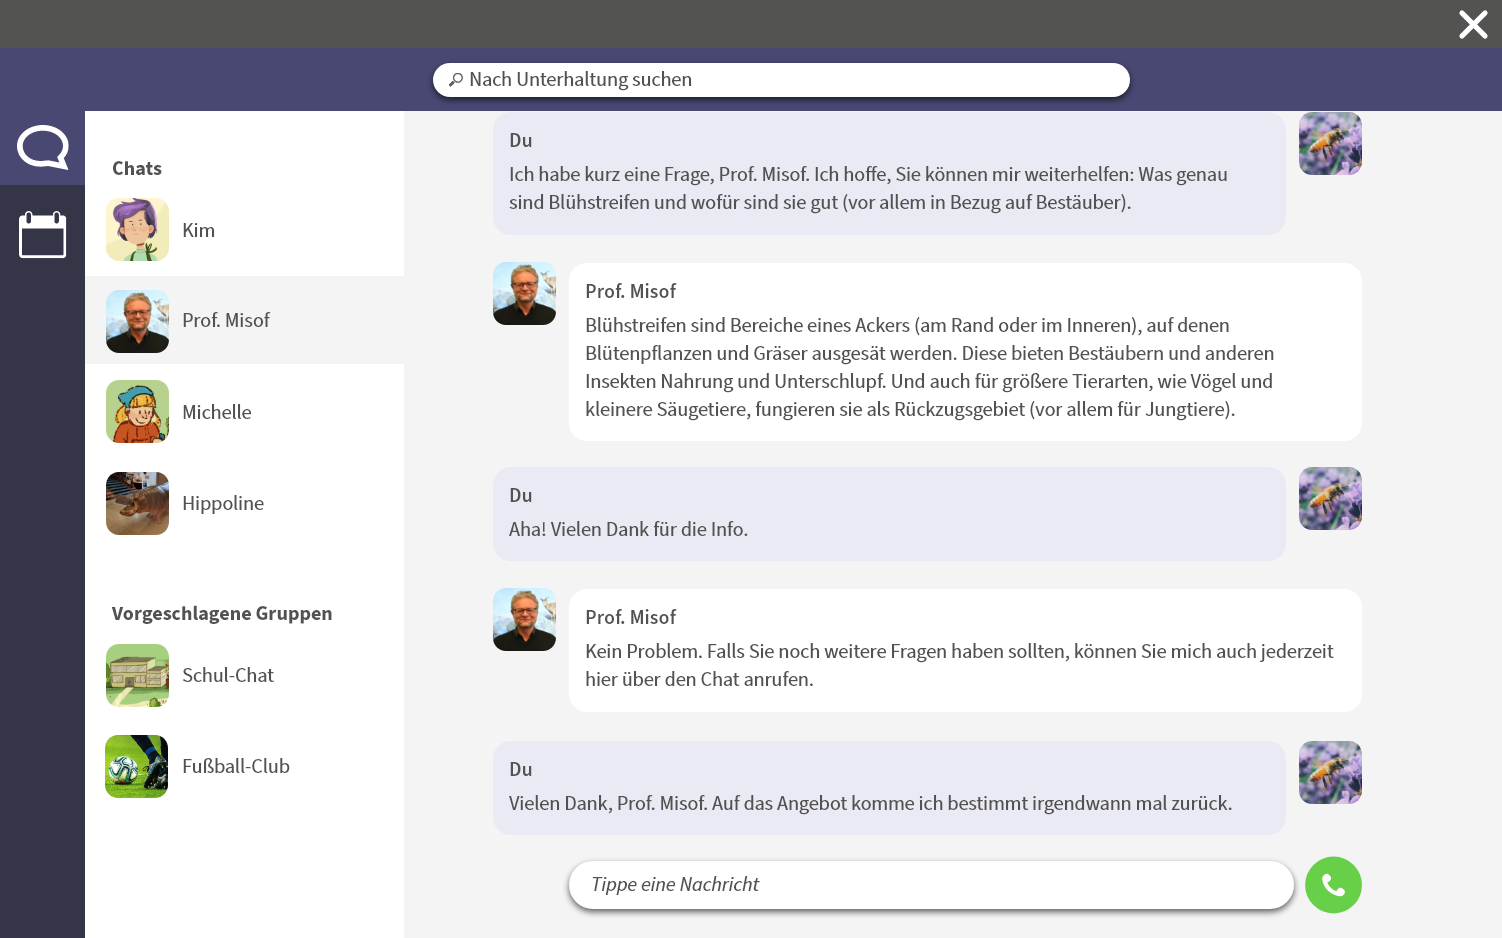 Nach Unterhaltung suchen
Chats
Kim
Prof. Misof
Michelle
Hippoline
Vorgeschlagene Gruppen
Schul-Chat
Fußball-Club
Du
Ich habe kurz eine Frage, Prof. Misof. Ich hoffe, Sie können mir weiterhelfen: Was genau
sind Blühstreifen und wofür sind sie gut (vor allem in Bezug auf Bestäuber).
Prof. Misof
Blühstreifen sind Bereiche eines Ackers (am Rand oder im Inneren), auf denen
Blütenpflanzen und Gräser ausgesät werden. Diese bieten Bestäubern und anderen
Insekten Nahrung und Unterschlupf. Und auch für größere Tierarten, wie Vögel und
kleinere Säugetiere, fungieren sie als Rückzugsgebiet (vor allem für Jungtiere).
Du
Aha! Vielen Dank für die Info.
Prof. Misof
Kein Problem. Falls Sie noch weitere Fragen haben sollten, können Sie mich auch jederzeit
hier über den Chat anrufen.
Du
Vielen Dank, Prof. Misof. Auf das Angebot komme ich bestimmt irgendwann mal zurück.
Tippe eine Nachricht